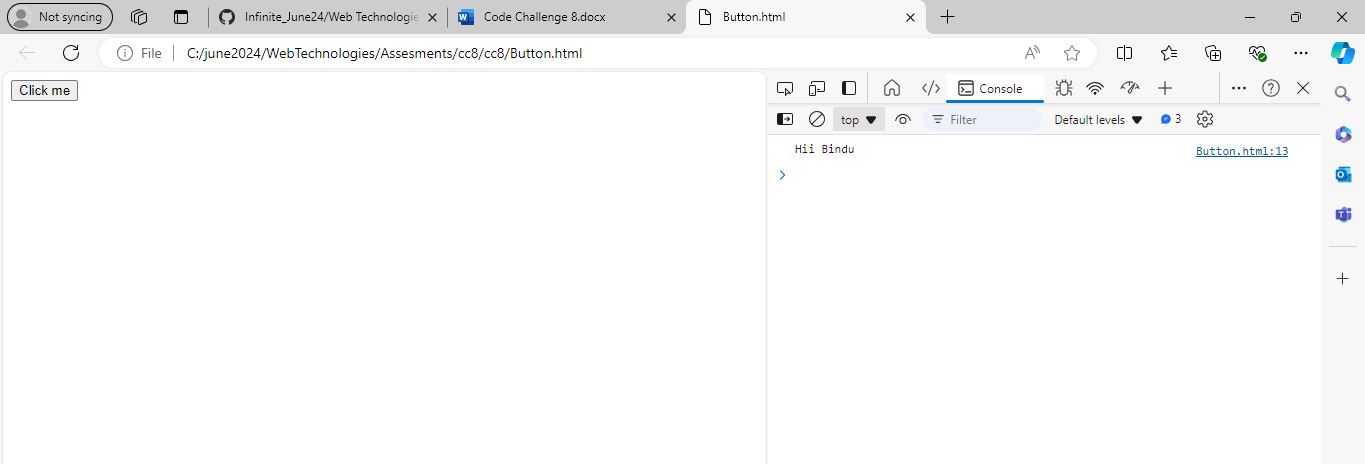 Not syncing
Infinite_June24/Web Technologie
Code Challenge 8.docx
Button.html
File
C:/june2024/WebTechnologies/Assesments/cc8/cc8/Button.html
Click me
Console
top
Filter
Default levels
3
Hii Bindu
Button.html:13